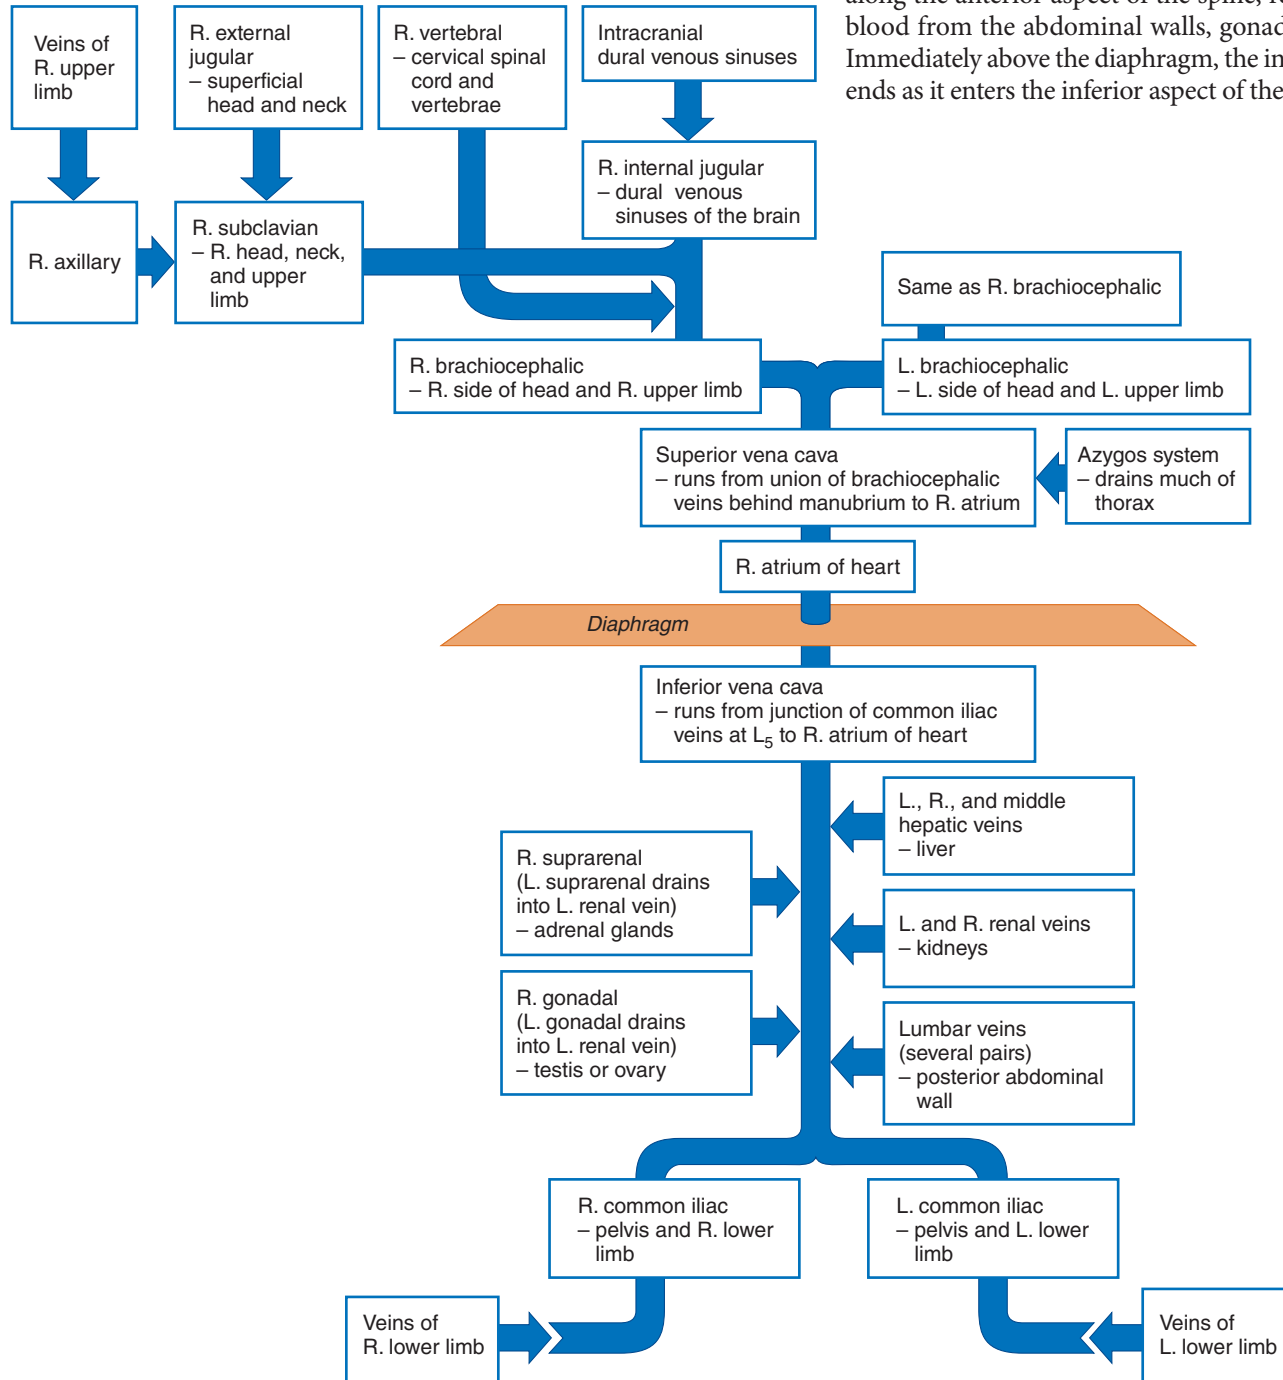 along the anterior aspect of the spine,
blood from the abdominal walls, gonad
Immediately above the diaphragm, the in
ends as it enters the inferior aspect of the
Veins of
R. upper
limb
R. external
jugular
– superficial
head and neck
R. vertebral
– cervical spinal
cord and
vertebrae
Intracranial
dural venous sinuses
R. internal jugular
– dural venous
sinuses of the brain
R. axillary
R. subclavian
– R. head, neck,
and upper
limb
Same as R. brachiocephalic
R. brachiocephalic
– R. side of head and R. upper limb
L. brachiocephalic
– L. side of head and L. upper limb
Superior vena cava
– runs from union of brachiocephalic
veins behind manubrium to R. atrium
Azygos system
– drains much of
thorax
R. atrium of heart
Diaphragm
Inferior vena cava
– runs from junction of common iliac
veins at L5 to R. atrium of heart
L., R., and middle
hepatic veins
– liver
R. suprarenal
(L. suprarenal drains
into L. renal vein)
– adrenal glands
L. and R. renal veins
– kidneys
R. gonadal
(L. gonadal drains
into L. renal vein)
– testis or ovary
Lumbar veins
(several pairs)
– posterior abdominal
wall
R. common iliac
– pelvis and R. lower
limb
L. common iliac
– pelvis and L. lower
limb
Veins of
R. lower limb
Veins of
L. lower limb